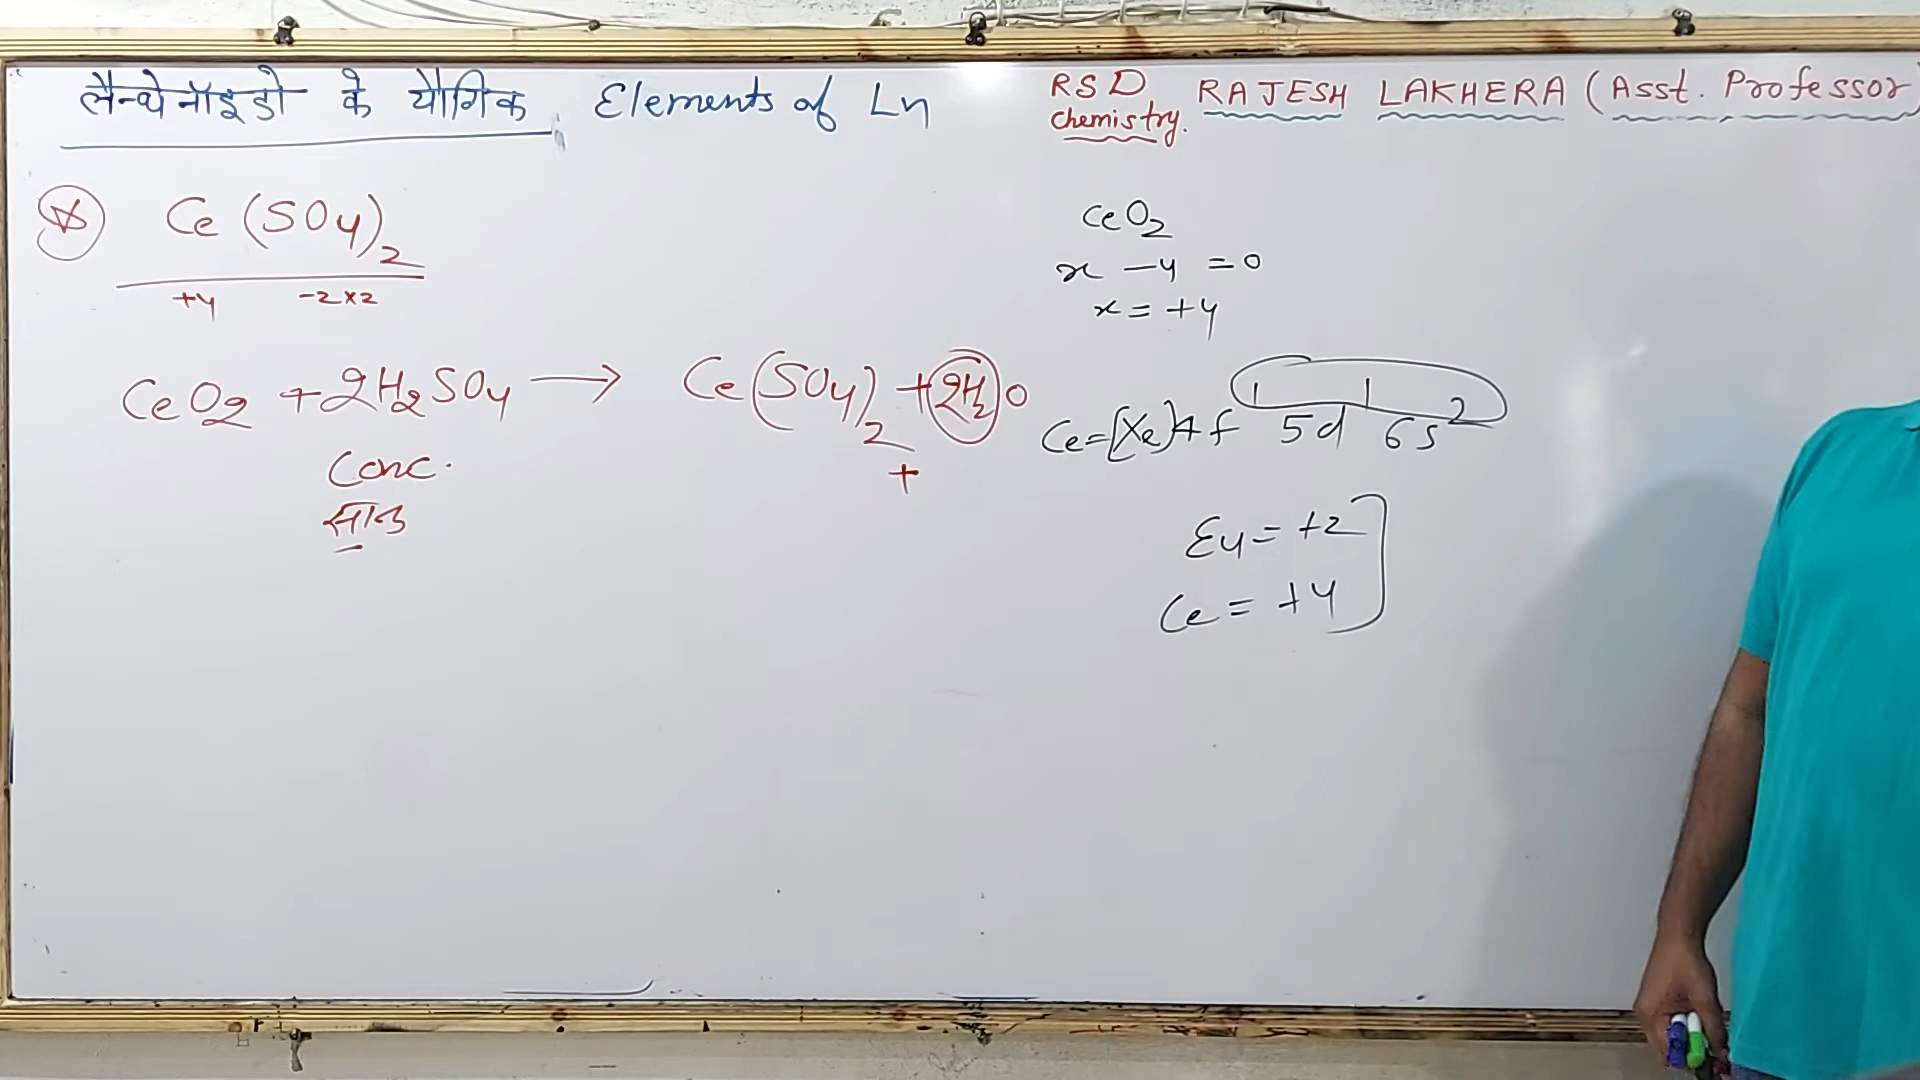 लैन्थेनॉइडो के यौगिक, Elements of Ln
RSD chemistry.
RAJESH LAKHERA (Asst. Professor)
Ce(SO4)2
+4 -2x2
CeO2 + 2H2SO4 → Ce(SO4)2 + 2H2O
Conc.
+
CeO2
x -4 = 0
x = +4
Ce=[Xe]4f1 5d1 6s2
Eu = +2
Ce = +4